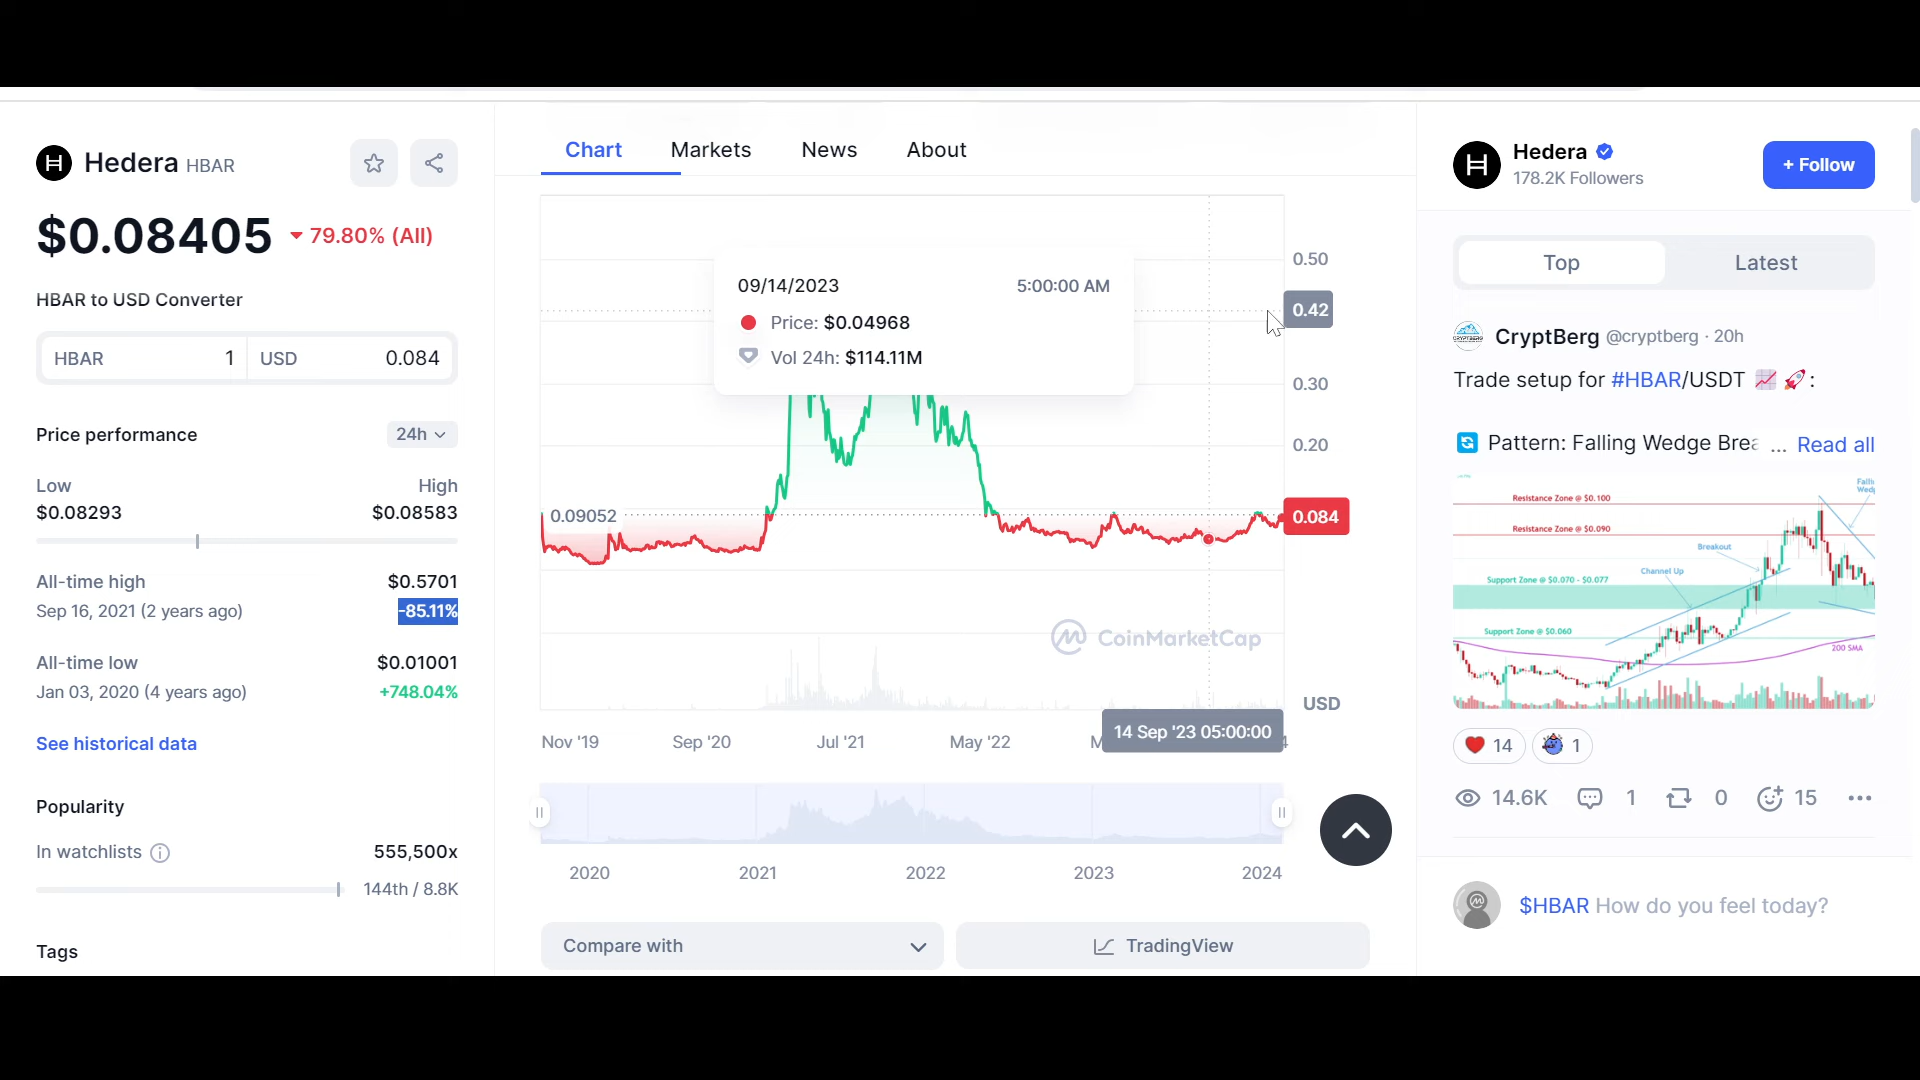 Hedera HBAR
$0.08405 79.80% (All)
HBAR to USD Converter
HBAR 1 USD 0.084
Price performance 24h
Low High
$0.08293 $0.08583
All-time high $0.5701
Sep 16, 2021 (2 years ago) -85.11%
All-time low $0.01001
Jan 03, 2020 (4 years ago) +748.04%
See historical data
Popularity
In watchlists 555,500x
144th / 8.8K
Tags
Chart Markets News About
0.50
0.42
0.30
0.20
0.084
09/14/2023 5:00:00 AM
Price: $0.04968
Vol 24h: $114.11M
0.09052
CoinMarketCap
USD
Nov '19 Sep '20 Jul '21 May '22
14 Sep '23 05:00:00
2020 2021 2022 2023 2024
Compare with
TradingView
Hedera
178.2K Followers
+ Follow
Top Latest
CryptBerg @cryptberg · 20h
Trade setup for #HBAR/USDT 📈 🚀 :
Pattern: Falling Wedge ... Read all
Resistance Zone @ $0.100
Resistance Zone @ $0.090
Breakout
Channel Up
Support Zone @ $0.070 - $0.077
Support Zone @ $0.060
200 SMA
14 1
14.6K 1 0 15
$HBAR How do you feel today?